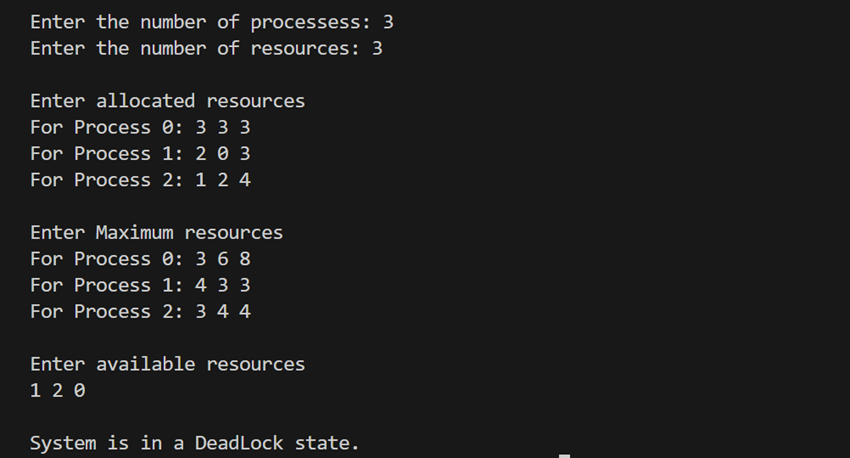 Enter the number of processess: 3
Enter the number of resources: 3
Enter allocated resources
For Process 0: 3 3 3
For Process 1: 2 0 3
For Process 2: 1 2 4
Enter Maximum resources
For Process 0: 3 6 8
For Process 1: 4 3 3
For Process 2: 3 4 4
Enter available resources
1 2 0
System is in a DeadLock state.